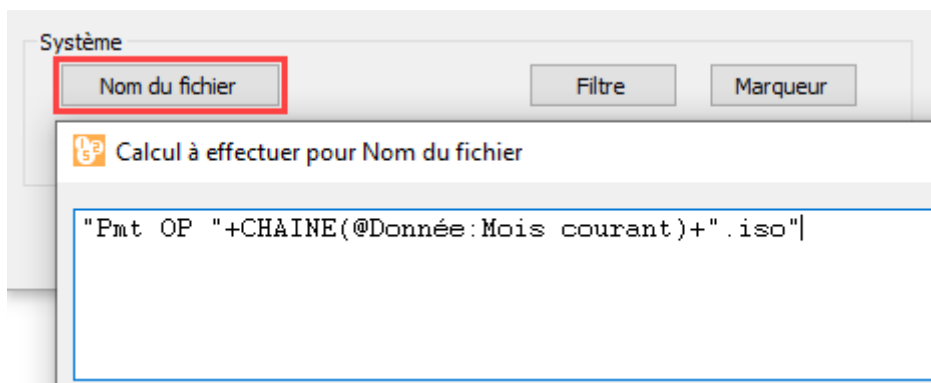 Système
Nom du fichier Filtre Marqueur
Calcul à effectuer pour Nom du fichier
"Pmt OP "+CHAINE(@Donnée:Mois courant)+".iso"